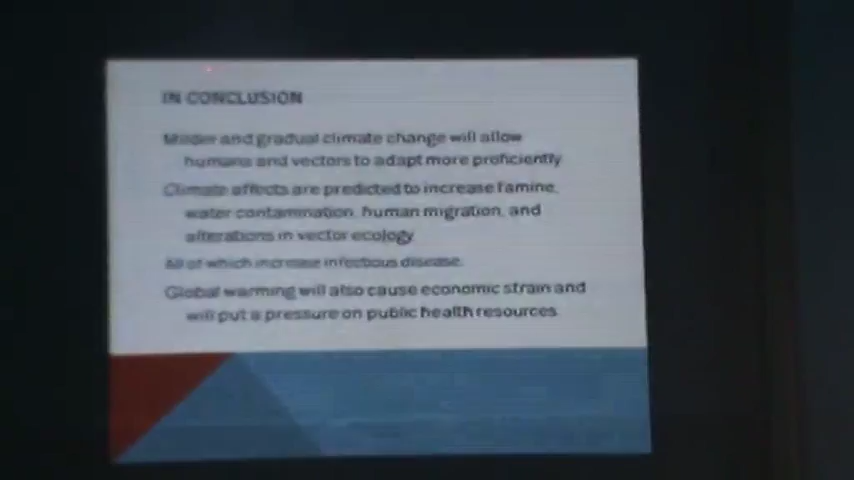 IN CONCLUSION
Milder and gradual climate change will allow
humans and vectors to adapt more proficiently
Climate affects are predicted to increase famine,
water contamination, human migration, and
alterations in vector ecology
All of which increase infectious disease.
Global warming will also cause economic strain and
will put a pressure on public health resources.